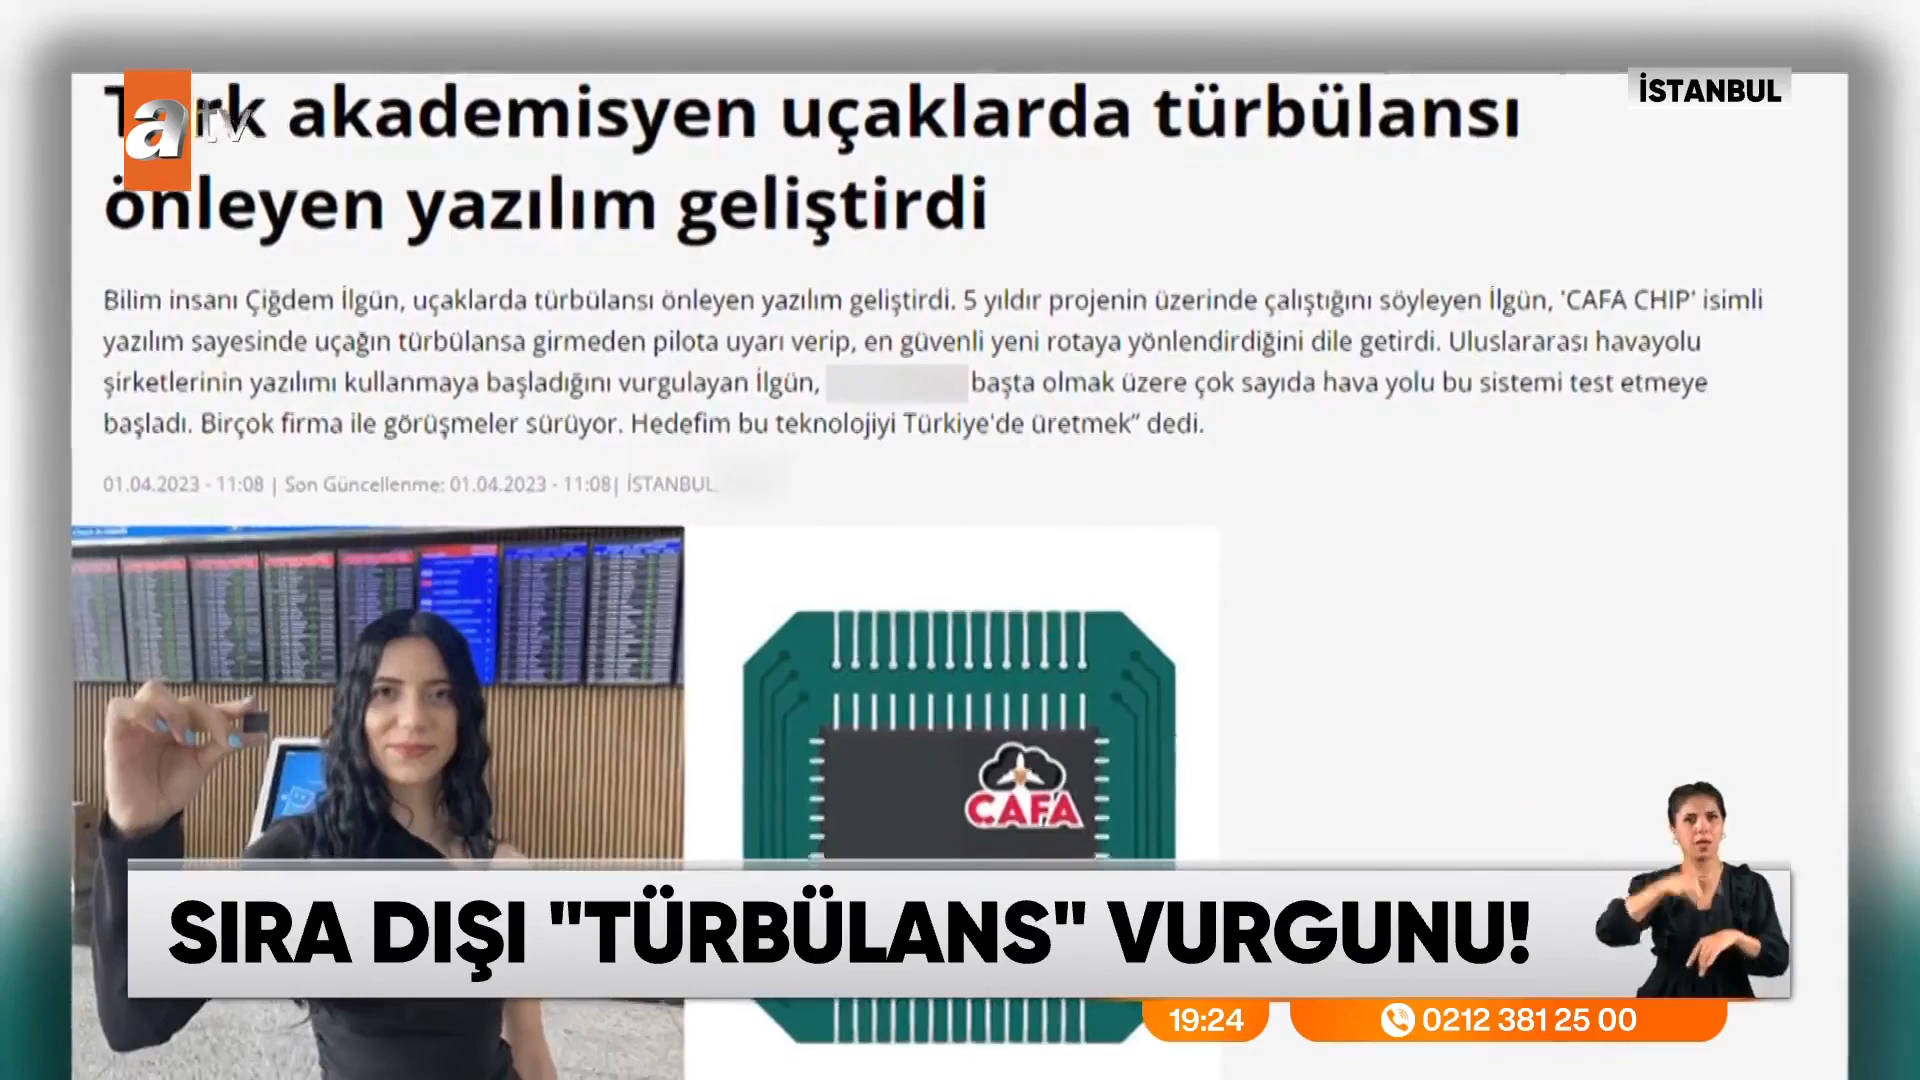 Türk akademisyen uçaklarda türbülansı
önleyen yazılım geliştirdi
atv
İSTANBUL
Bilim insanı Çiğdem İlgün, uçaklarda türbülansı önleyen yazılım geliştirdi. 5 yıldır projenin üzerinde çalıştığını söyleyen İlgün, 'CAFA CHIP' isimli
yazılım sayesinde uçağın türbülansa girmeden pilota uyarı verip, en güvenli yeni rotaya yönlendirdiğini dile getirdi. Uluslararası havayolu
şirketlerinin yazılımı kullanmaya başladığını vurgulayan İlgün, başta olmak üzere çok sayıda hava yolu bu sistemi test etmeye
başladı. Birçok firma ile görüşmeler sürüyor. Hedefim bu teknolojiyi Türkiye'de üretmek” dedi.
01.04.2023 - 11:08 | Son Güncellenme: 01.04.2023 - 11:08| İSTANBUL,
CAFA
SIRA DIŞI "TÜRBÜLANS" VURGUNU!
19:24
0212 381 25 00